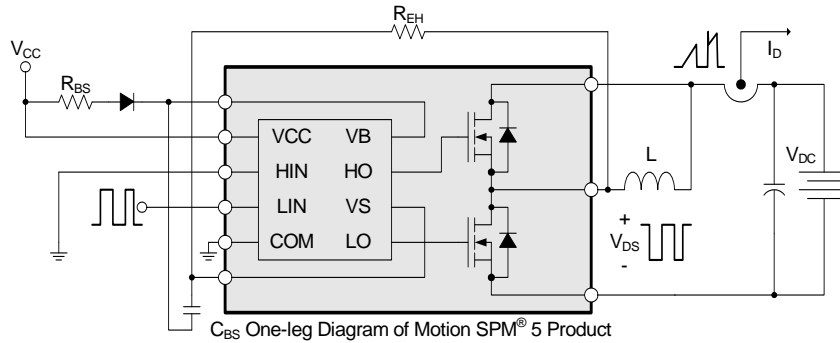 R_EH
V_CC
I_D
R_BS
VCC VB
HIN HO
LIN VS
COM LO
L
V_DC
+
V_DS
-
C_BS One-leg Diagram of Motion SPM® 5 Product